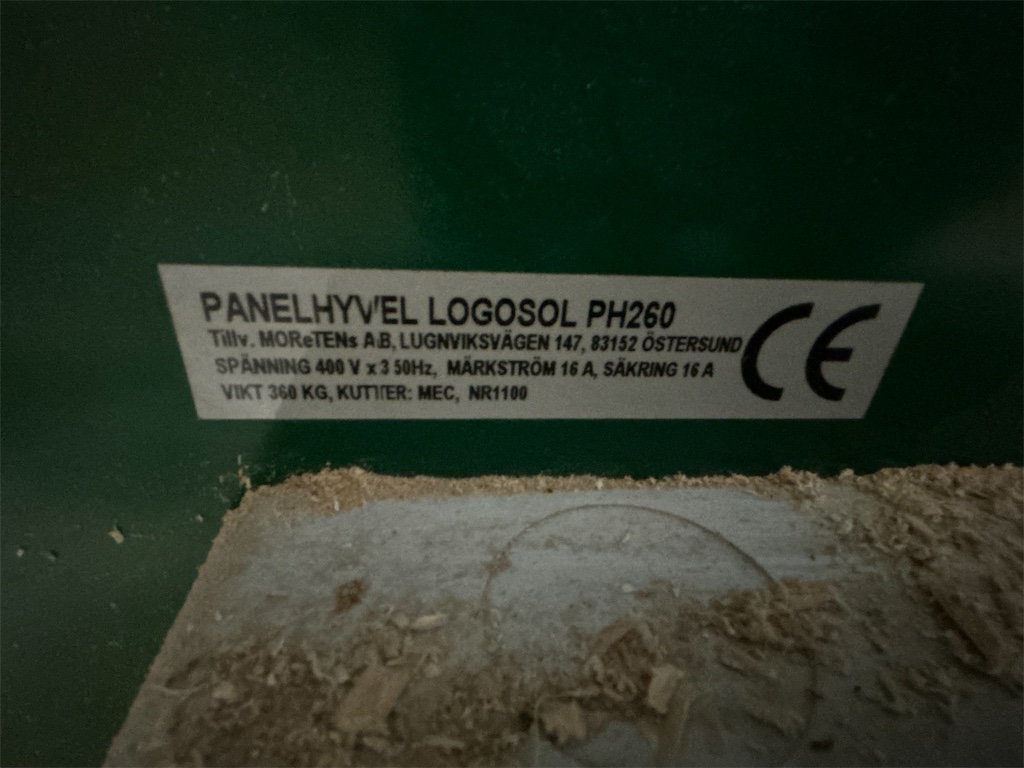 PANELHYVEL LOGOSOL PH260
Tillv. MOReTENs AB, LUGNVIKSVÄGEN 147, 83152 ÖSTERSUND
SPÄNNING 400 V x 3 50Hz, MÄRKSTRÖM 16 A, SÄKRING 16 A
VIKT 360 KG, KUTTER: MEC, NR1100
CE